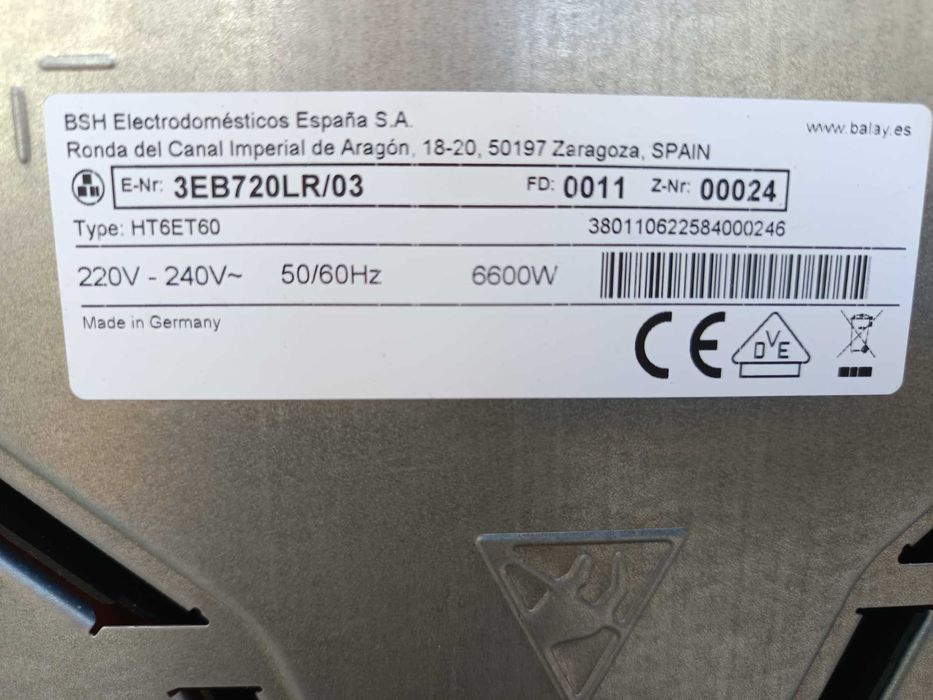 BSH Electrodomésticos España S.A.
www.balay.es
Ronda del Canal Imperial de Aragón, 18-20, 50197 Zaragoza, SPAIN
E-Nr: 3EB720LR/03 FD: 0011 Z-Nr: 00024
Type: HT6ET60 380110622584000246
220V - 240V~ 50/60Hz 6600W
Made in Germany
CE DVE